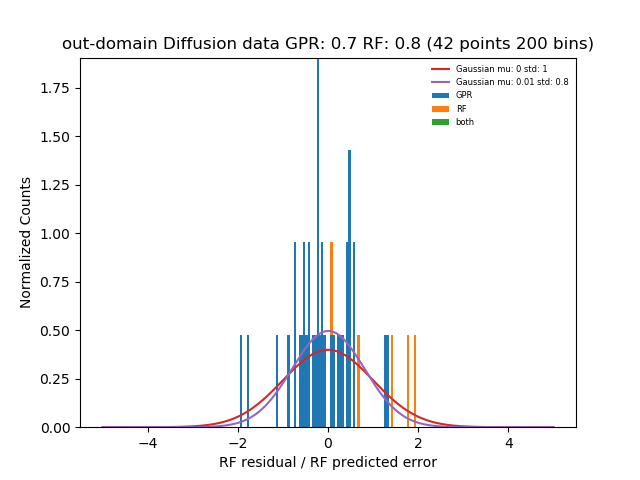 out-domain Diffusion data GPR: 0.7 RF: 0.8 (42 points 200 bins)
Gaussian mu: 0 std: 1
Gaussian mu: 0.01 std: 0.8
GPR
RF
both
1.75
1.50
1.25
1.00
0.75
0.50
0.25
0.00
Normalized Counts
−4 −2 0 2 4
RF residual / RF predicted error